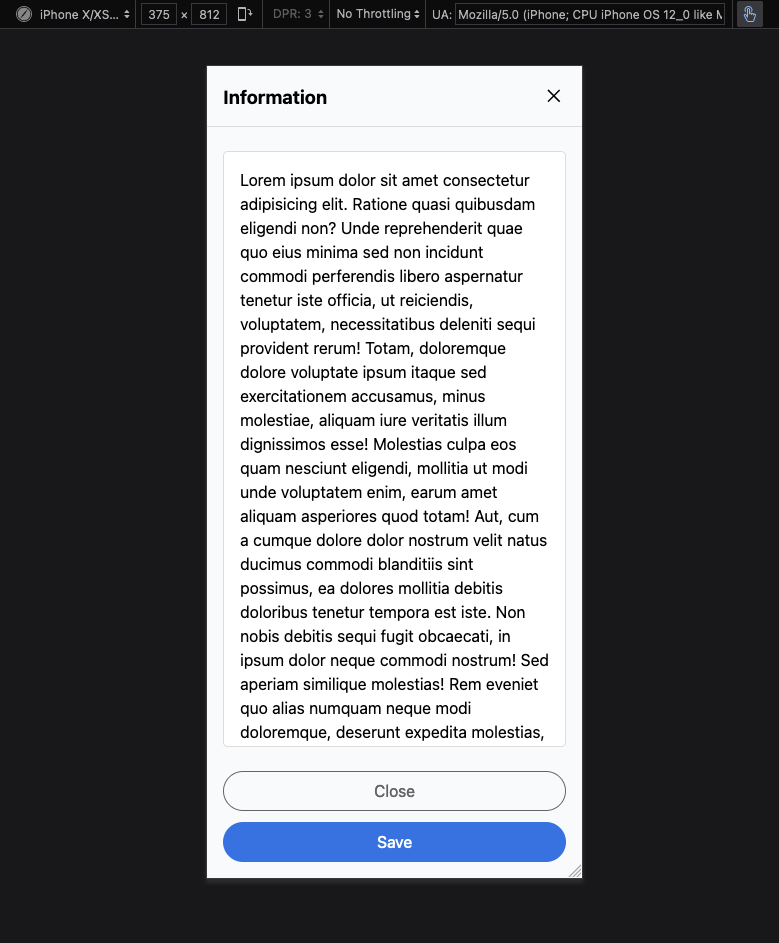 iPhone X/XS... 375 × 812 DPR: 3 No Throttling UA: Mozilla/5.0 (iPhone; CPU iPhone OS 12_0 like M
Information
Lorem ipsum dolor sit amet consectetur
adipisicing elit. Ratione quasi quibusdam
eligendi non? Unde reprehenderit quae
quo eius minima sed non incidunt
commodi perferendis libero aspernatur
tenetur iste officia, ut reiciendis,
voluptatem, necessitatibus deleniti sequi
provident rerum! Totam, doloremque
dolore voluptate ipsum itaque sed
exercitationem accusamus, minus
molestiae, aliquam iure veritatis illum
dignissimos esse! Molestias culpa eos
quam nesciunt eligendi, mollitia ut modi
unde voluptatem enim, earum amet
aliquam asperiores quod totam! Aut, cum
a cumque dolore dolor nostrum velit natus
ducimus commodi blanditiis sint
possimus, ea dolores mollitia debitis
doloribus tenetur tempora est iste. Non
nobis debitis sequi fugit obcaecati, in
ipsum dolor neque commodi nostrum! Sed
aperiam similique molestias! Rem eveniet
quo alias numquam neque modi
doloremque, deserunt expedita molestias,
Close
Save